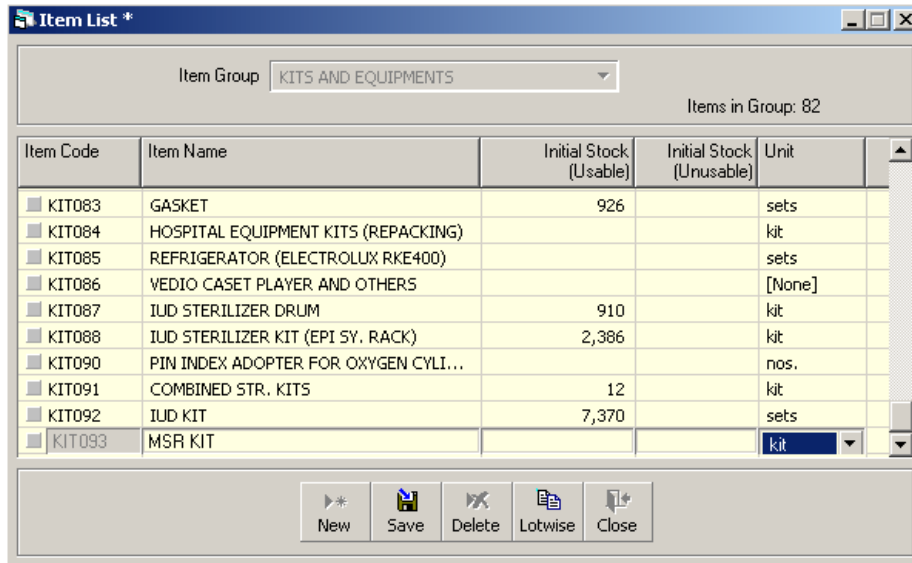 Item List *
Item Group KITS AND EQUIPMENTS
Items in Group: 82
Item Code Item Name Initial Stock (Usable) Initial Stock (Unusable) Unit
KIT083 GASKET 926 sets
KIT084 HOSPITAL EQUIPMENT KITS (REPACKING) kit
KIT085 REFRIGERATOR (ELECTROLUX RKE400) sets
KIT086 VEDIO CASET PLAYER AND OTHERS [None]
KIT087 IUD STERILIZER DRUM 910 kit
KIT088 IUD STERILIZER KIT (EPI SY. RACK) 2,386 kit
KIT090 PIN INDEX ADOPTER FOR OXYGEN CYLI... nos.
KIT091 COMBINED STR. KITS 12 kit
KIT092 IUD KIT 7,370 sets
KIT093 MSR KIT kit
New Save Delete Lotwise Close